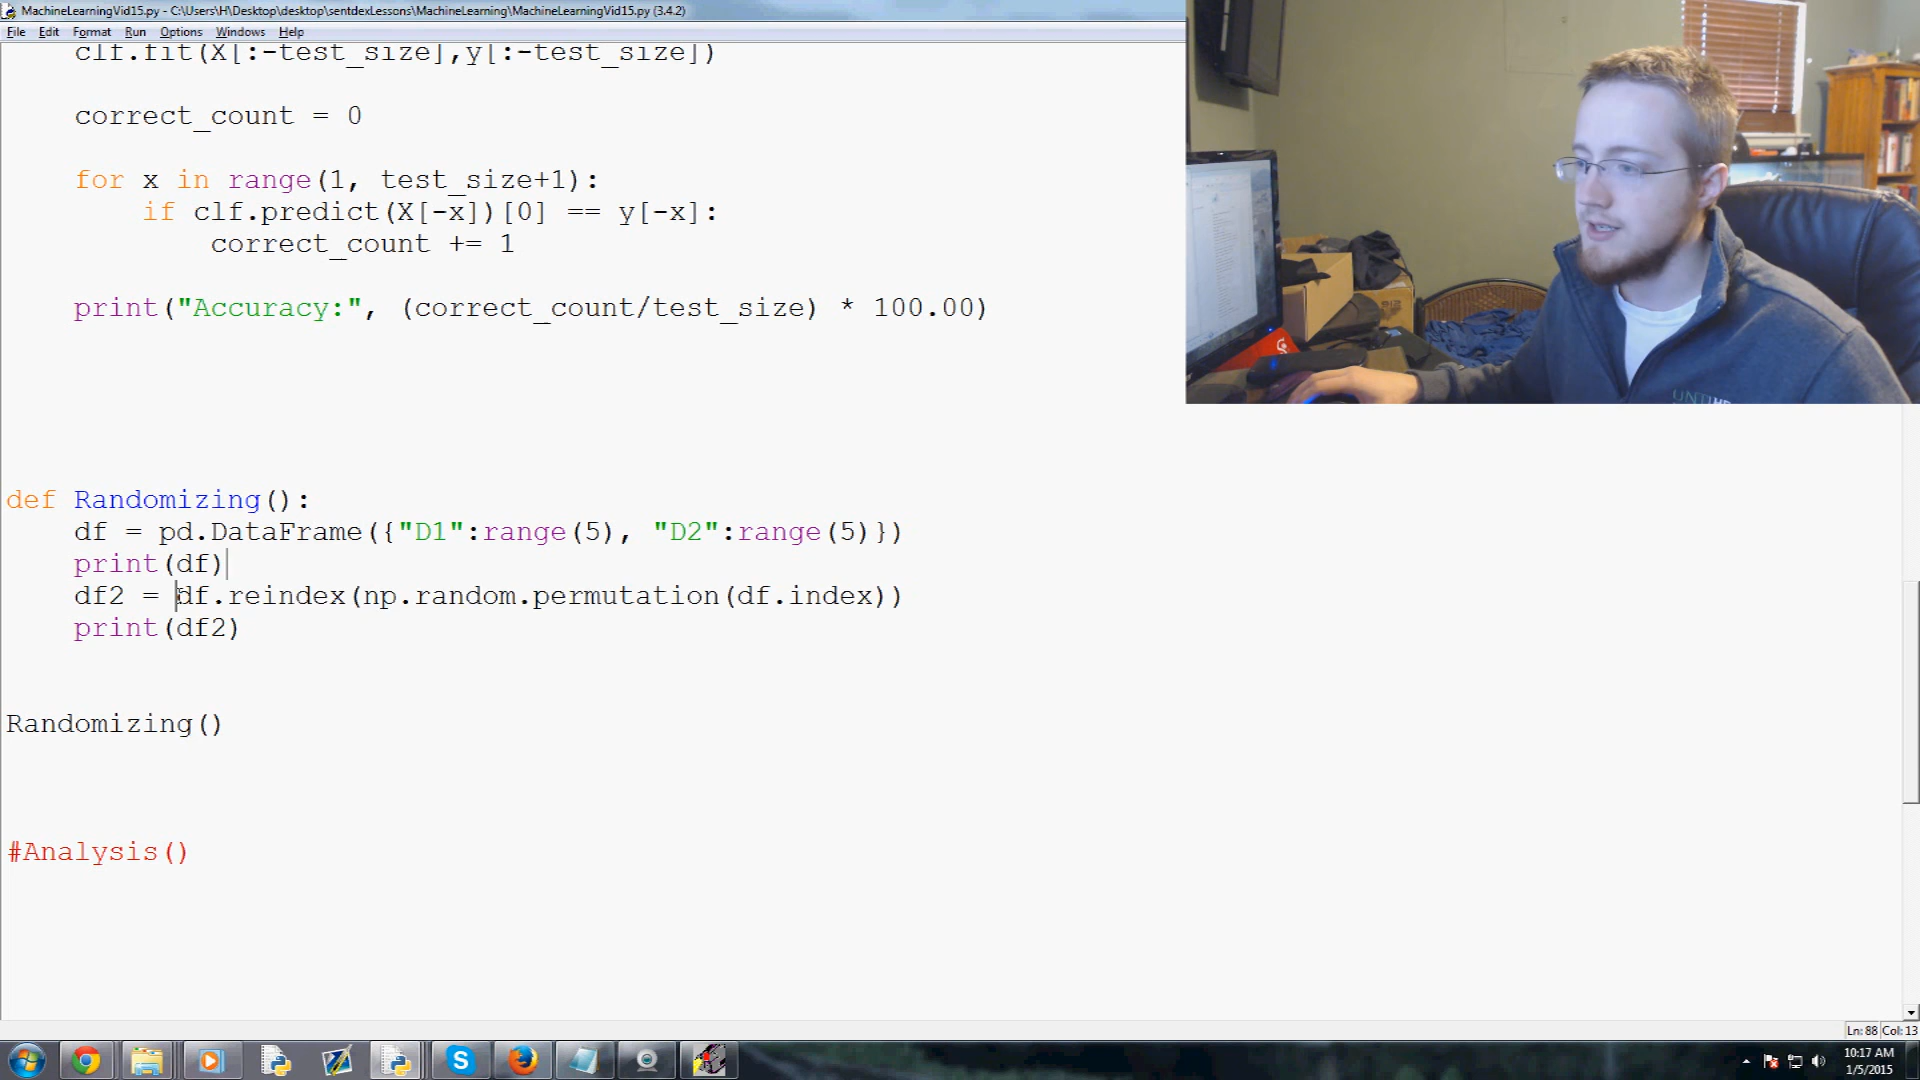 MachineLearningVid15.py - C:\Users\H\Desktop\desktop\sentdexLessons\MachineLearning\MachineLearningVid15.py (3.4.2)
File Edit Format Run Options Windows Help
clf.fit(X[:-test_size],y[:-test_size])
correct_count = 0
for x in range(1, test_size+1):
if clf.predict(X[-x])[0] == y[-x]:
correct_count += 1
print("Accuracy:", (correct_count/test_size) * 100.00)
def Randomizing():
df = pd.DataFrame({"D1":range(5), "D2":range(5)})
print(df)
df2 = df.reindex(np.random.permutation(df.index))
print(df2)
Randomizing()
#Analysis()
Ln: 88 Col: 13
10:17 AM
1/5/2015